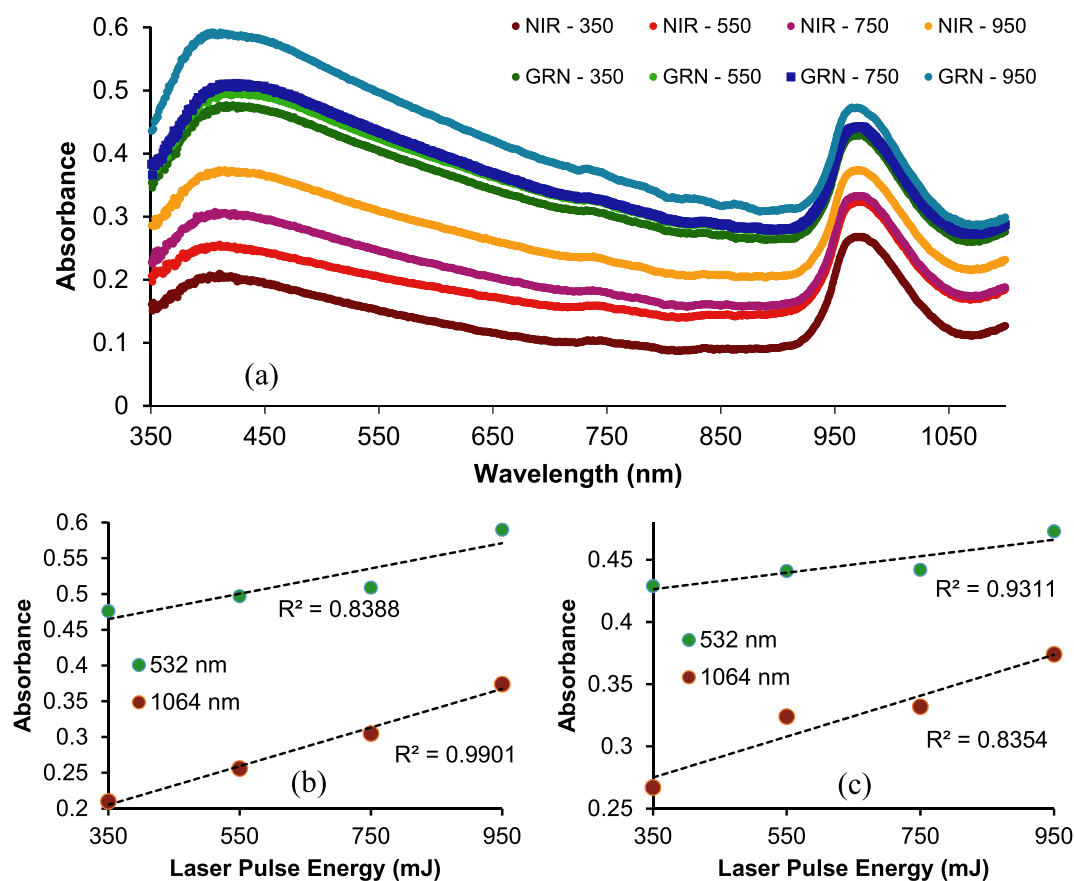 0.6
0.5
0.4
0.3
0.2
0.1
0
Absorbance
NIR - 350 NIR - 550 NIR - 750 NIR - 950
GRN - 350 GRN - 550 GRN - 750 GRN - 950
(a)
350 450 550 650 750 850 950 1050
Wavelength (nm)
0.6
0.55
0.5
0.45
0.4
0.35
0.3
0.25
0.2
Absorbance
R² = 0.8388
532 nm
1064 nm
R² = 0.9901
(b)
350 550 750 950
Laser Pulse Energy (mJ)
0.45
0.4
0.35
0.3
0.25
Absorbance
R² = 0.9311
532 nm
1064 nm
R² = 0.8354
(c)
350 550 750 950
Laser Pulse Energy (mJ)